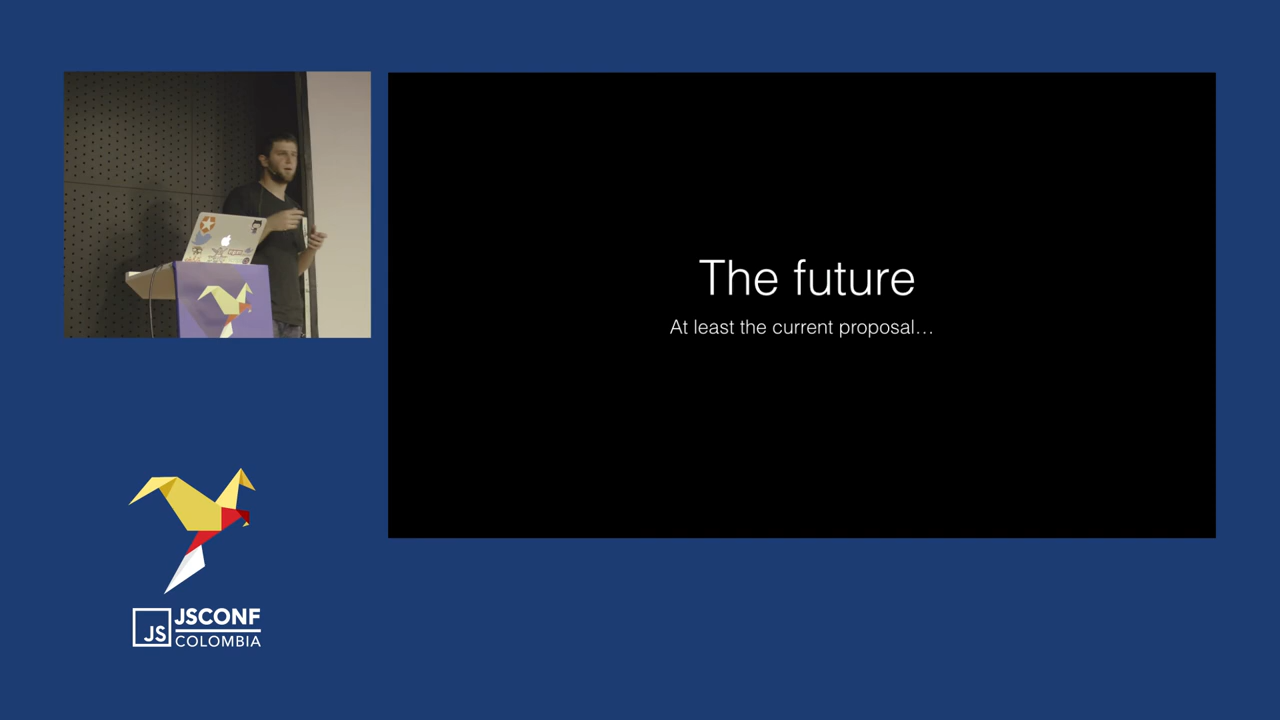 The future
At least the current proposal…
JS
JSCONF
COLOMBIA